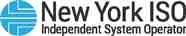 New York ISO
Independent System Operator